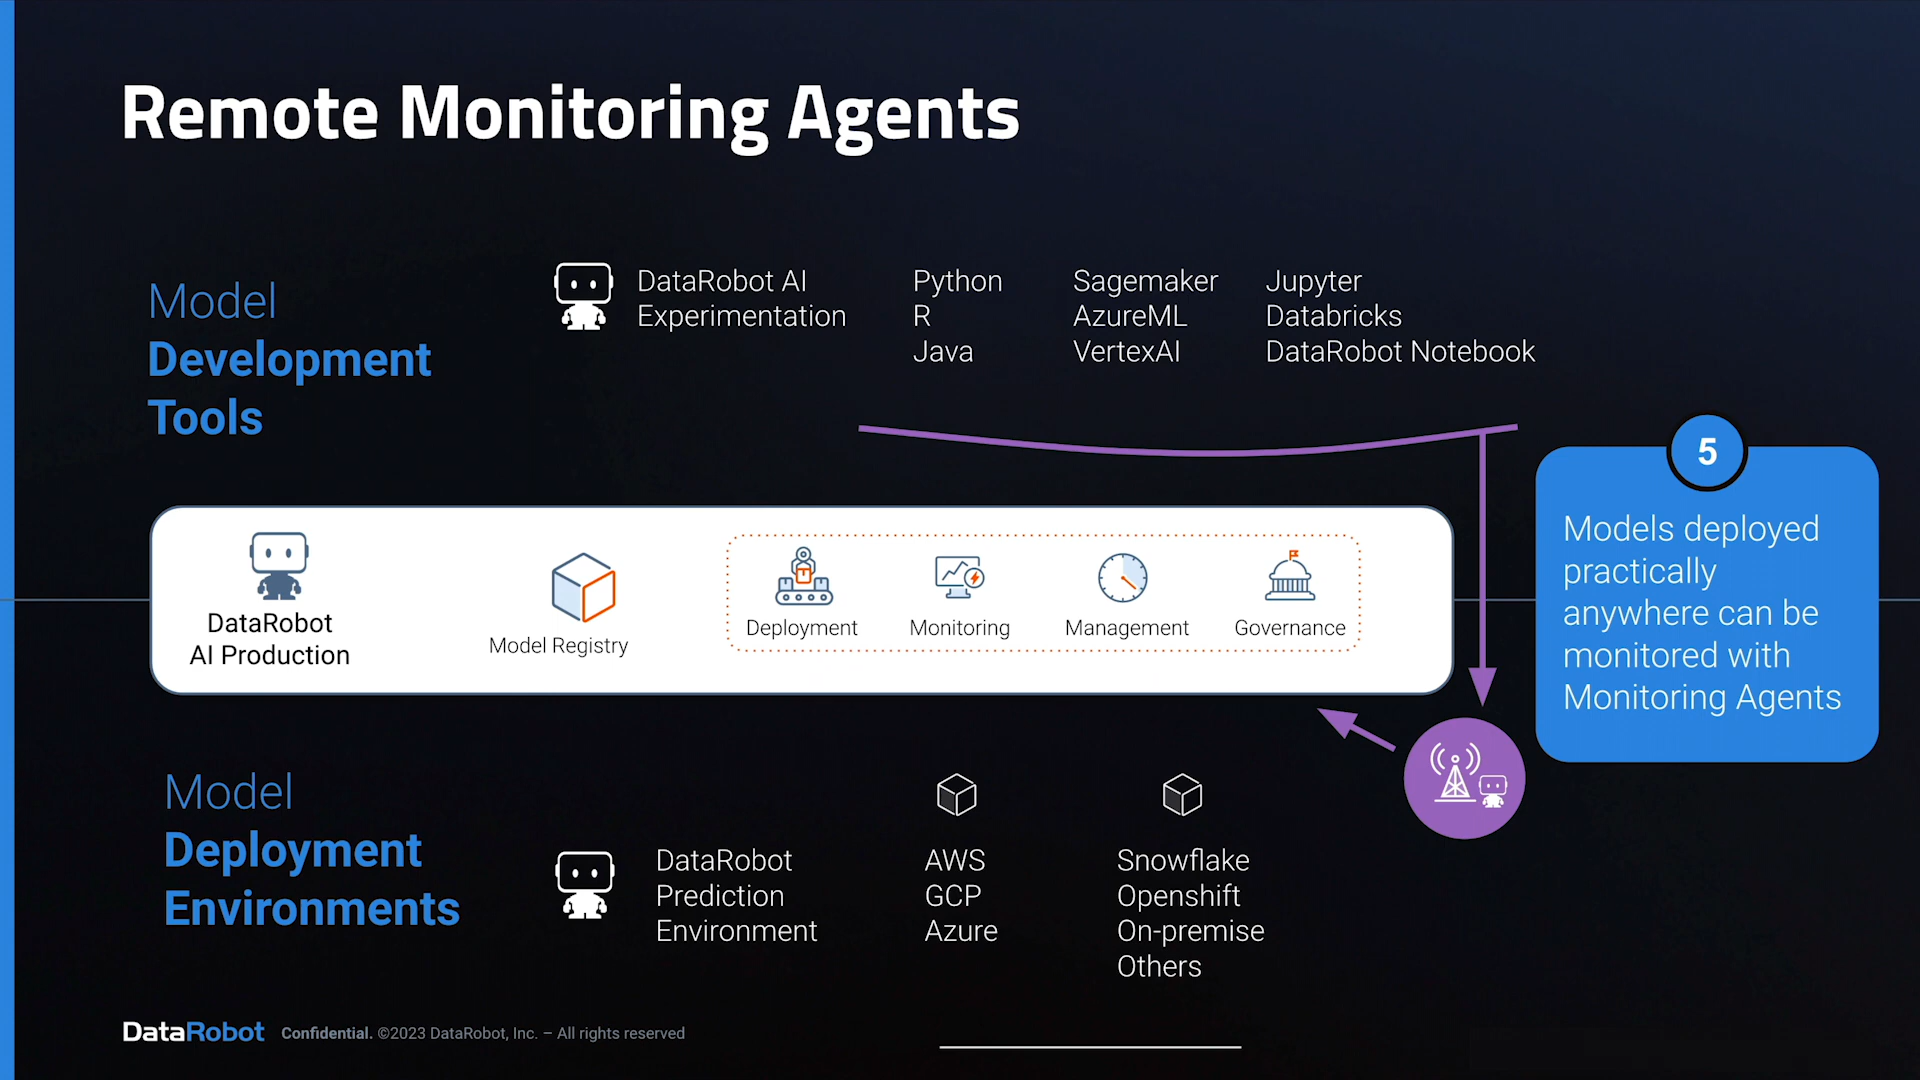 Remote Monitoring Agents
Model
Development
Tools
DataRobot AI
Experimentation
Python
R
Java
Sagemaker
AzureML
VertexAI
Jupyter
Databricks
DataRobot Notebook
5
Models deployed
practically
anywhere can be
monitored with
Monitoring Agents
DataRobot
AI Production
Model Registry
Deployment
Monitoring
Management
Governance
Model
Deployment
Environments
DataRobot
Prediction
Environment
AWS
GCP
Azure
Snowflake
Openshift
On-premise
Others
DataRobot Confidential. ©2023 DataRobot, Inc. – All rights reserved